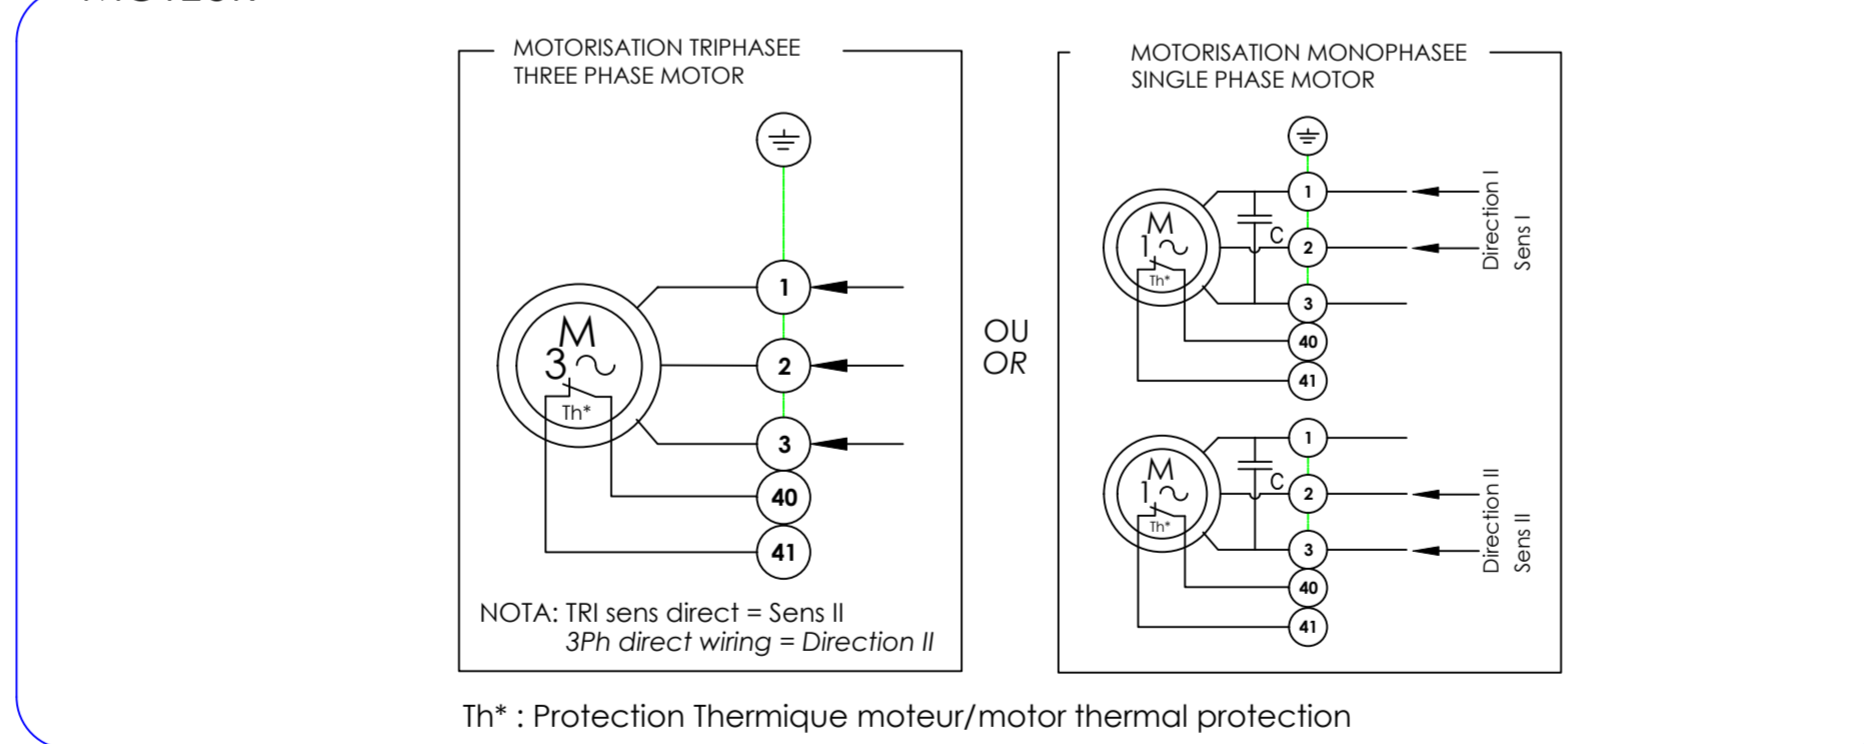 MOTORISATION TRIPHASEE
THREE PHASE MOTOR
M
3
Th*
1
2
3
40
41
NOTA: TRI sens direct = Sens II
3Ph direct wiring = Direction II
OU
OR
MOTORISATION MONOPHASEE
SINGLE PHASE MOTOR
M
1
Th*
C
1
2
3
40
41
Direction I
Sens I
M
1
Th*
C
1
2
3
40
41
Direction II
Sens II
Th* : Protection Thermique moteur/motor thermal protection